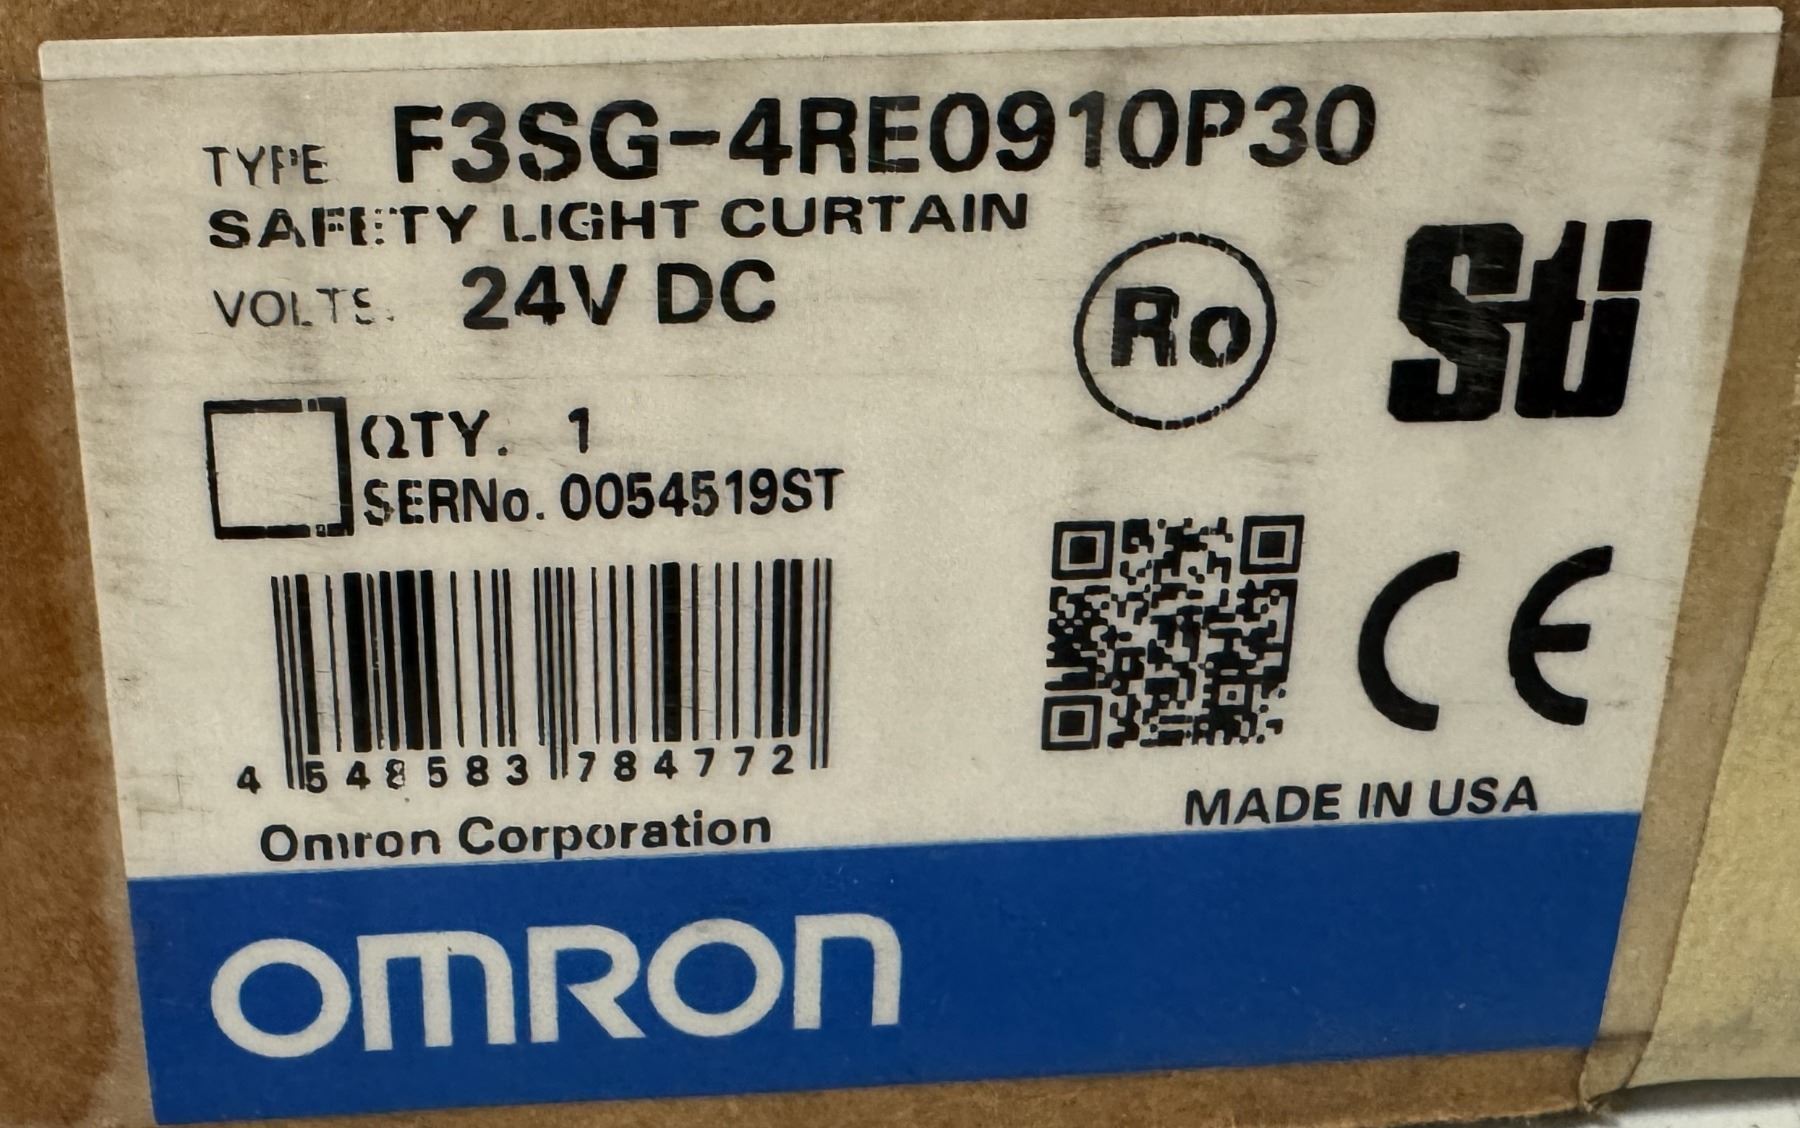 TYPE F3SG-4RE0910P30
SAFETY LIGHT CURTAIN
VOLTS. 24V DC
Ro
Sti
QTY. 1
SERNo. 0054519ST
4 548583 784772
CE
Omron Corporation
MADE IN USA
OMRON